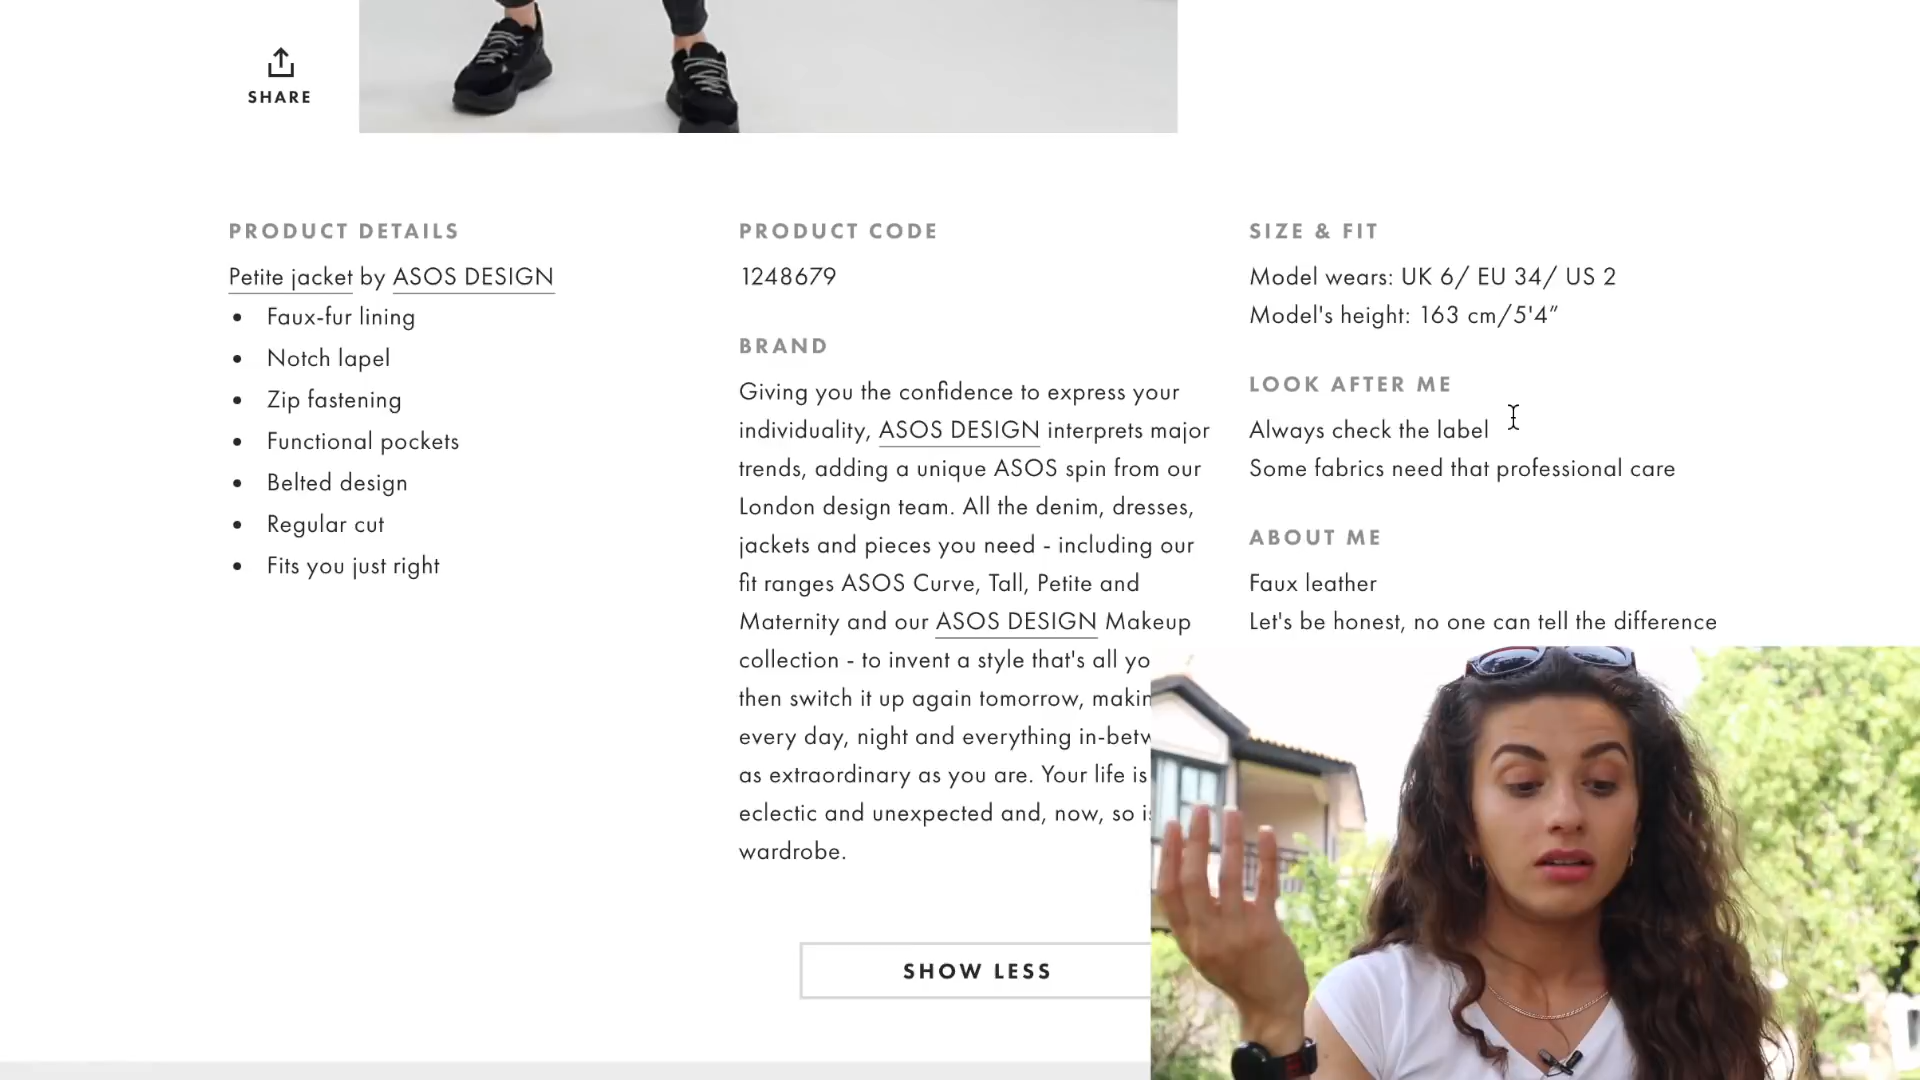 SHARE
PRODUCT DETAILS
Petite jacket by ASOS DESIGN
• Faux-fur lining
• Notch lapel
• Zip fastening
• Functional pockets
• Belted design
• Regular cut
• Fits you just right
PRODUCT CODE
1248679
BRAND
Giving you the confidence to express your
individuality, ASOS DESIGN interprets major
trends, adding a unique ASOS spin from our
London design team. All the denim, dresses,
jackets and pieces you need - including our
fit ranges ASOS Curve, Tall, Petite and
Maternity and our ASOS DESIGN Makeup
collection - to invent a style that's all
then switch it up again tomorrow,
every day, night and everything
as extraordinary as you are. Your life is
eclectic and unexpected and, now, so
wardrobe.
SHOW LESS
SIZE & FIT
Model wears: UK 6/ EU 34/ US 2
Model's height: 163 cm/5'4”
LOOK AFTER ME
Always check the label
Some fabrics need that professional care
ABOUT ME
Faux leather
Let's be honest, no one can tell the difference